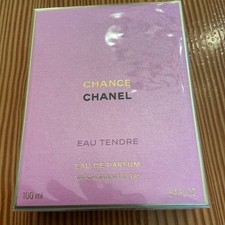 CHANCE
CHANEL
EAU TENDRE
EAU DE PARFUM
100 ml